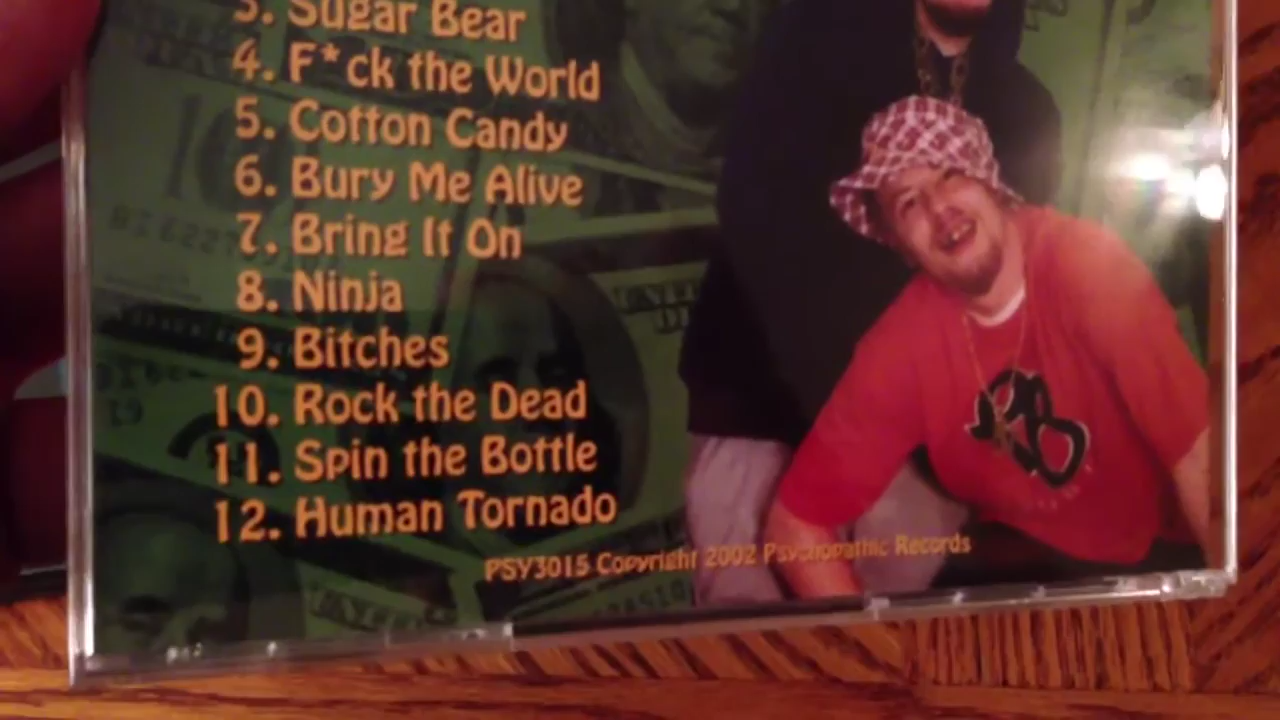 3. Sugar Bear
4. F*ck the World
5. Cotton Candy
6. Bury Me Alive
7. Bring It On
8. Ninja
9. Bitches
10. Rock the Dead
11. Spin the Bottle
12. Human Tornado
PSY3015 Copyright 2002 Psychopathic Records